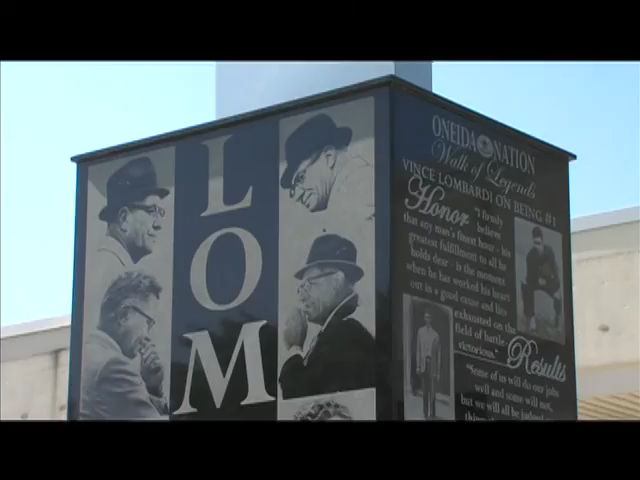 L
O
M
ONEIDA NATION
Walk of Legends
VINCE LOMBARDI ON BEING #1
Honor "I firmly
believe
that any man's finest hour - his
greatest fulfillment to all he
holds dear - is the moment
when he has worked his heart
out in a good cause and lies
exhausted on the
field of battle -
victorious."
Results
"Some of us will do our jobs
well and some will not,
but we will all be judged